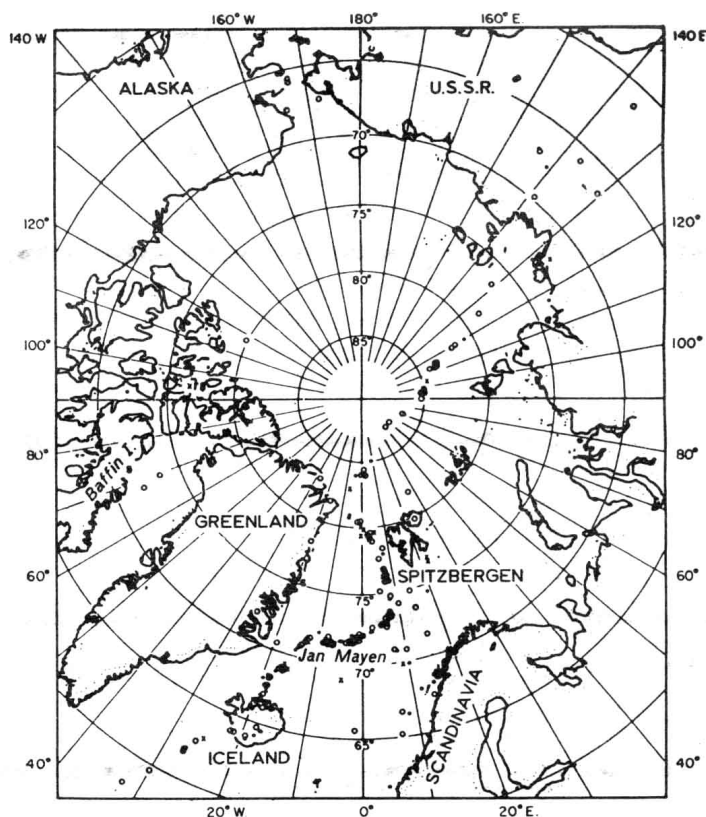 160° W. 180° 160° E.
140 W 140 E
ALASKA U.S.S.R.
70°
75°
120° 120°
80°
85°
100° 100°
80° 80°
Baffin I.
GREENLAND
60° SPITZBERGEN 60°
75°
Jan Mayen
70°
SCANDINAVIA
65°
ICELAND
40° 40°
20° W. 0° 20° E.